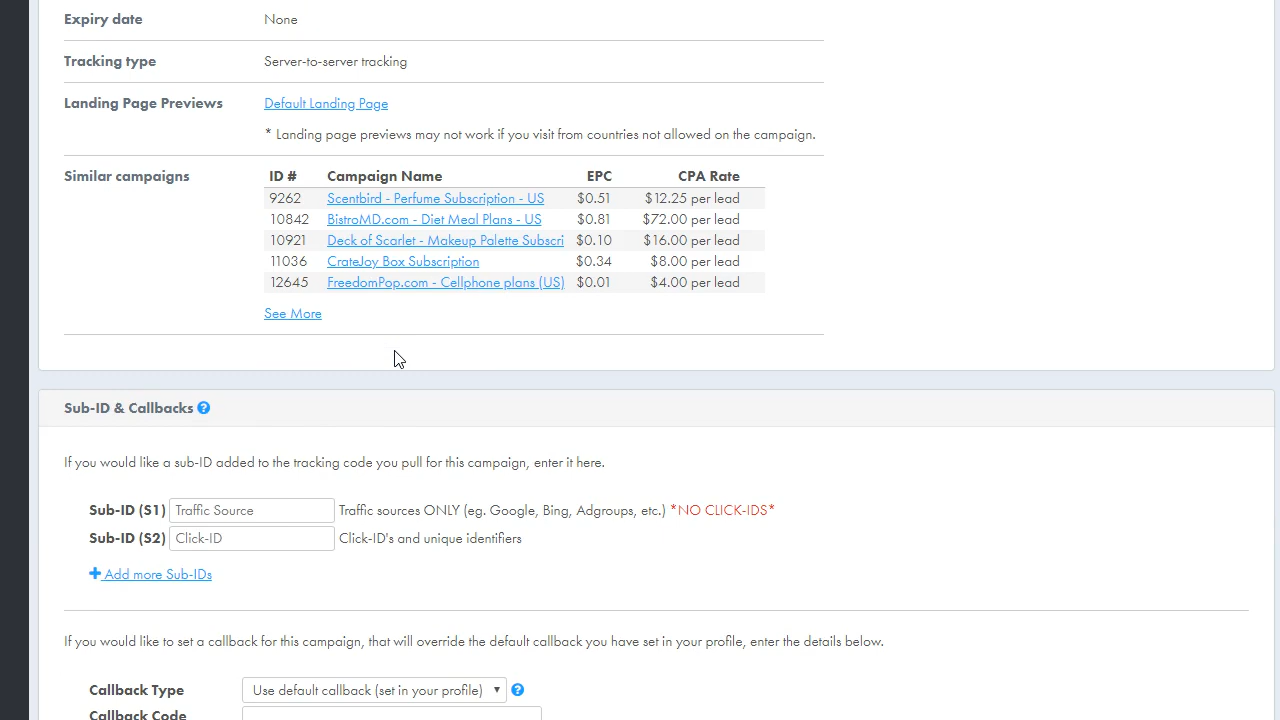 Expiry date None
Tracking type Server-to-server tracking
Landing Page Previews Default Landing Page
* Landing page previews may not work if you visit from countries not allowed on the campaign.
Similar campaigns ID # Campaign Name EPC CPA Rate
9262 Scentbird - Perfume Subscription - US $0.51 $12.25 per lead
10842 BistroMD.com - Diet Meal Plans - US $0.81 $72.00 per lead
10921 Deck of Scarlet - Makeup Palette Subscri $0.10 $16.00 per lead
11036 CrateJoy Box Subscription $0.34 $8.00 per lead
12645 FreedomPop.com - Cellphone plans (US) $0.01 $4.00 per lead
See More
Sub-ID & Callbacks ?
If you would like a sub-ID added to the tracking code you pull for this campaign, enter it here.
Sub-ID (S1) Traffic Source Traffic sources ONLY (eg. Google, Bing, Adgroups, etc.) *NO CLICK-IDS*
Sub-ID (S2) Click-ID Click-ID's and unique identifiers
+ Add more Sub-IDs
If you would like to set a callback for this campaign, that will override the default callback you have set in your profile, enter the details below.
Callback Type Use default callback (set in your profile) ?
Callback Code